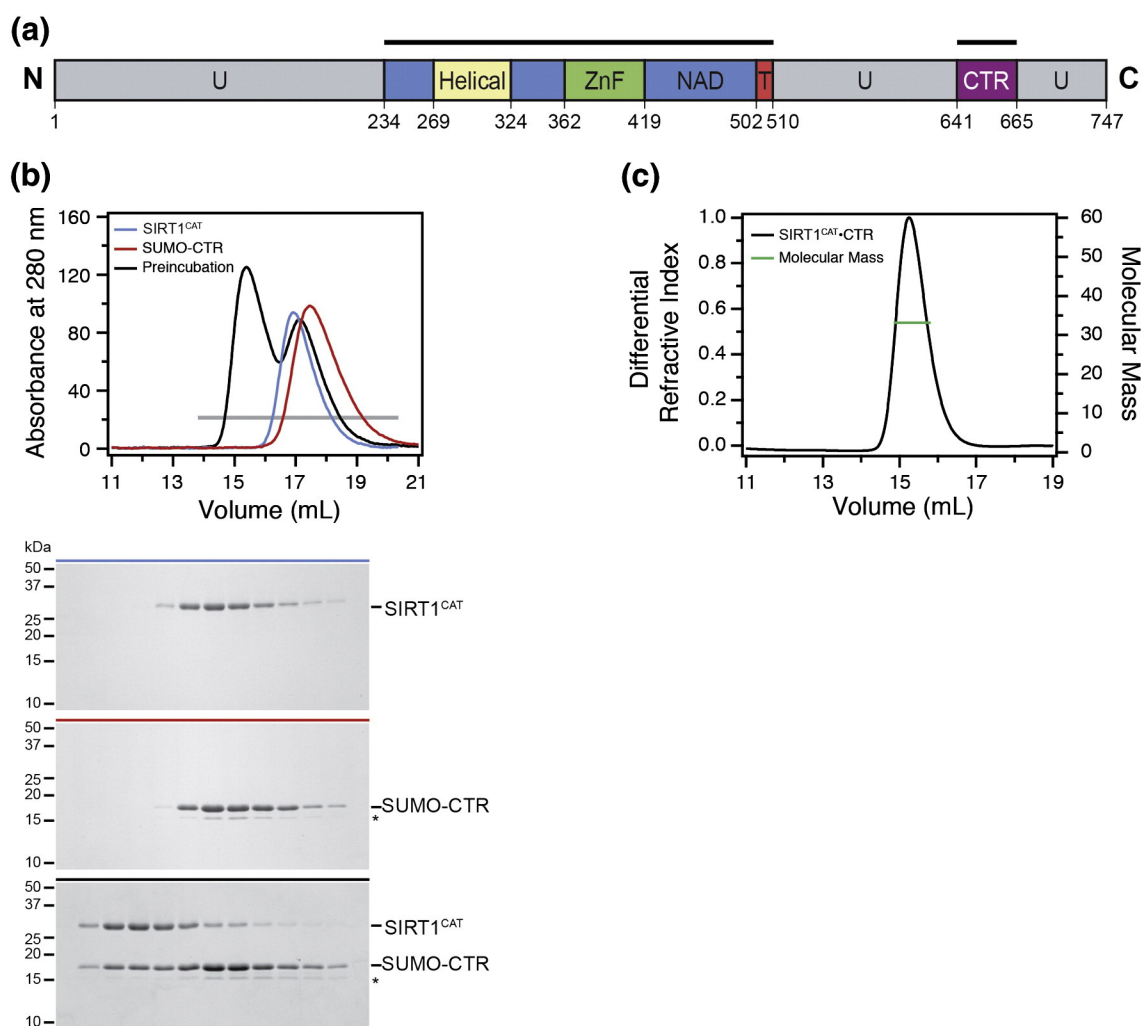 (a)
N U Helical ZnF NAD T U CTR U C
1 234 269 324 362 419 502 510 641 665 747
(b)
Absorbance at 280 nm
160
120
80
40
0
SIRT1CAT
SUMO-CTR
Preincubation
11 13 15 17 19 21
Volume (mL)
(c)
Differential
Refractive Index
1.0
0.8
0.6
0.4
0.2
0.0
SIRT1CAT•CTR
Molecular Mass
60
50
40
30
20
10
0
Molecular Mass
11 13 15 17 19
Volume (mL)
kDa
50
37
25
20
15
10
SIRT1CAT
50
37
25
20
15
10
SUMO-CTR
*
50
37
25
20
15
10
SIRT1CAT
SUMO-CTR
*